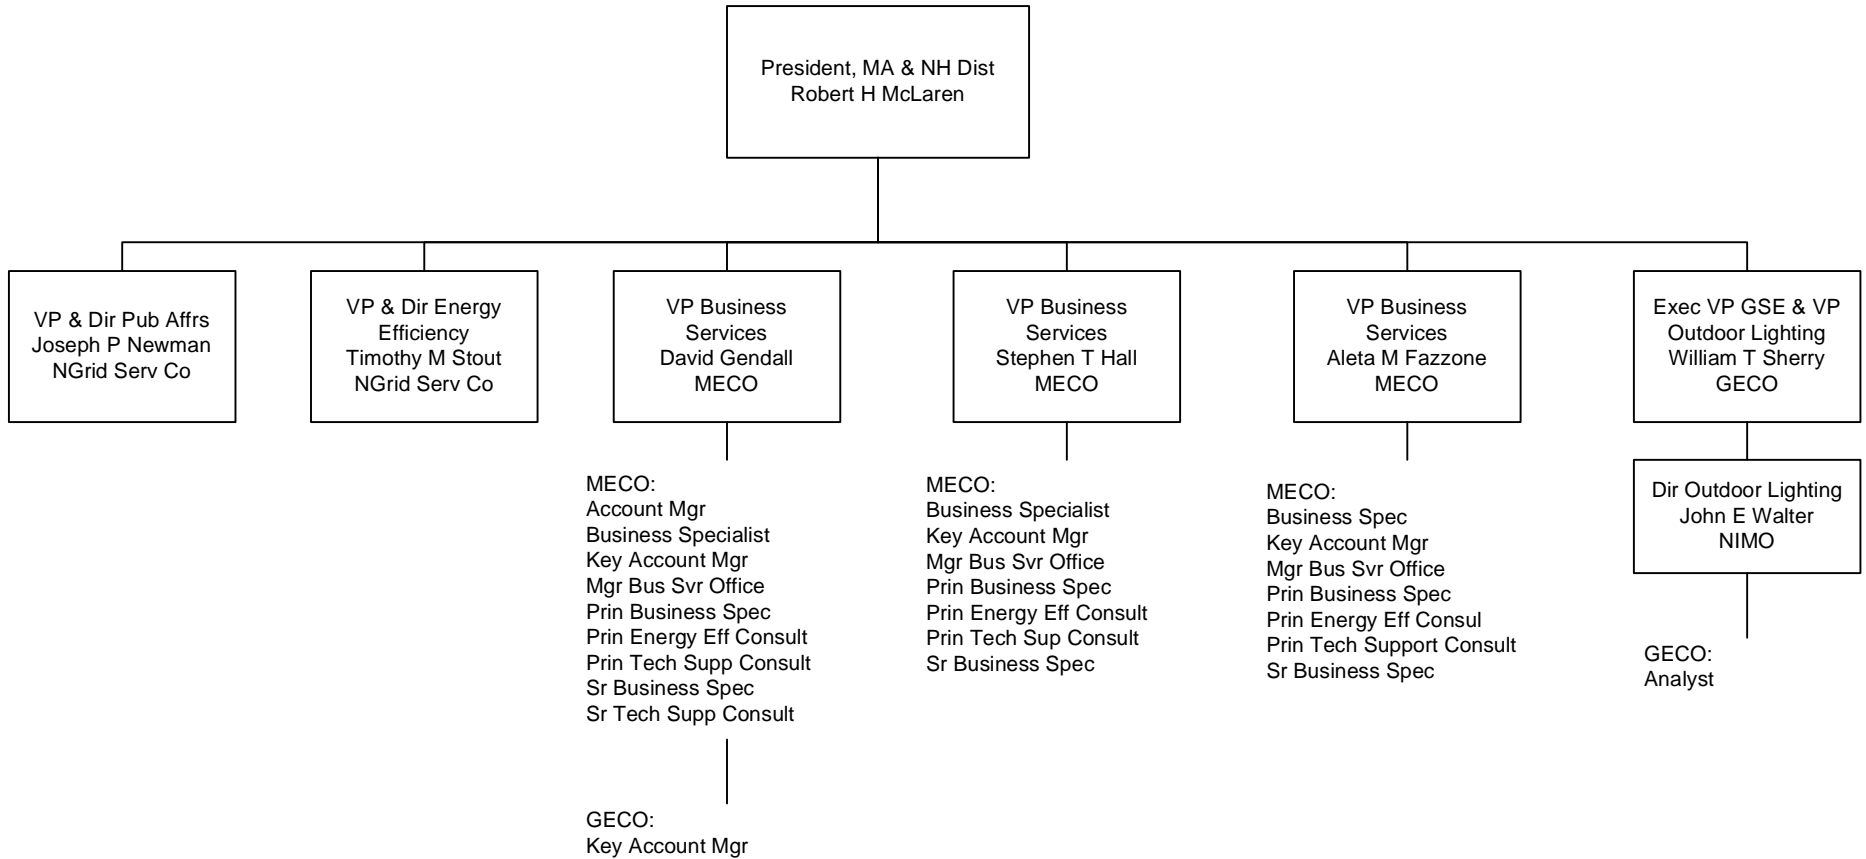 President, MA & NH Dist
Robert H McLaren
VP & Dir Pub Affrs
Joseph P Newman
NGrid Serv Co
VP & Dir Energy
Efficiency
Timothy M Stout
NGrid Serv Co
VP Business
Services
David Gendall
MECO
VP Business
Services
Stephen T Hall
MECO
VP Business
Services
Aleta M Fazzone
MECO
Exec VP GSE & VP
Outdoor Lighting
William T Sherry
GECO
MECO:
Account Mgr
Business Specialist
Key Account Mgr
Mgr Bus Svr Office
Prin Business Spec
Prin Energy Eff Consult
Prin Tech Supp Consult
Sr Business Spec
Sr Tech Supp Consult
GECO:
Key Account Mgr
MECO:
Business Specialist
Key Account Mgr
Mgr Bus Svr Office
Prin Business Spec
Prin Energy Eff Consult
Prin Tech Sup Consult
Sr Business Spec
MECO:
Business Spec
Key Account Mgr
Mgr Bus Svr Office
Prin Business Spec
Prin Energy Eff Consul
Prin Tech Support Consult
Sr Business Spec
Dir Outdoor Lighting
John E Walter
NIMO
GECO:
Analyst